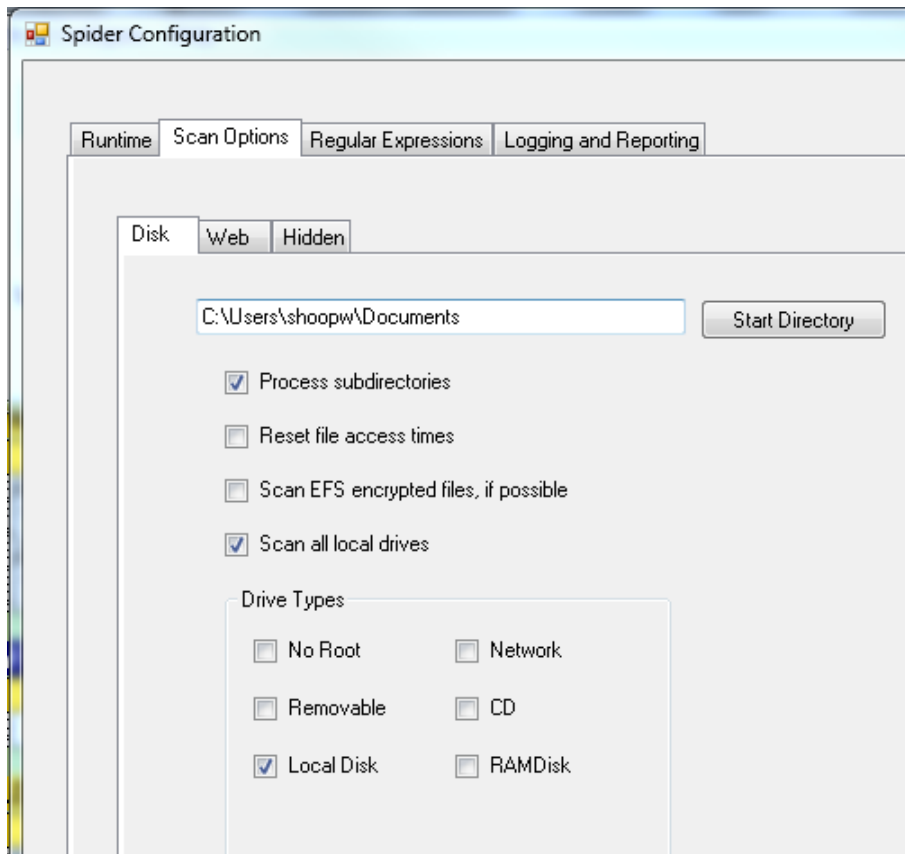 Spider Configuration
Runtime Scan Options Regular Expressions Logging and Reporting
Disk Web Hidden
C:\Users\shoopw\Documents Start Directory
Process subdirectories
Reset file access times
Scan EFS encrypted files, if possible
Scan all local drives
Drive Types
No Root Network
Removable CD
Local Disk RAMDisk